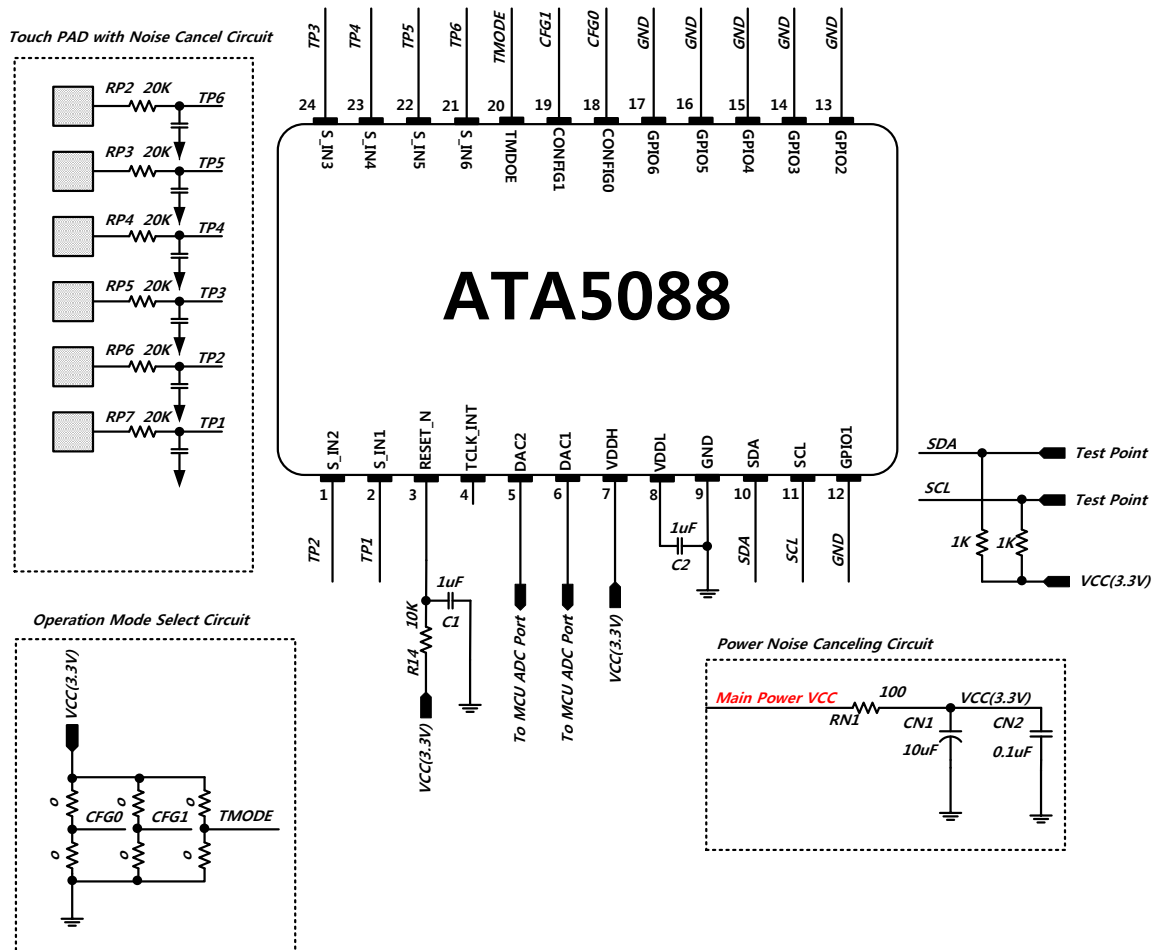 Touch PAD with Noise Cancel Circuit
RP2 20K TP6
RP3 20K TP5
RP4 20K TP4
RP5 20K TP3
RP6 20K TP2
RP7 20K TP1
TP3 TP4 TP5 TP6 TMODE CFG1 CFG0 GND GND GND GND GND
24 23 22 21 20 19 18 17 16 15 14 13
S_IN3 S_IN4 S_IN5 S_IN6 TMDOE CONFIG1 CONFIG0 GPIO6 GPIO5 GPIO4 GPIO3 GPIO2
ATA5088
S_IN2 S_IN1 RESET_N TCLK_INT DAC2 DAC1 VDDH VDDL GND SDA SCL GPIO1
1 2 3 4 5 6 7 8 9 10 11 12
TP2 TP1 SDA SCL GND
1uF
C2
1uF
C1
10K
R14
VCC(3.3V)
To MCU ADC Port
To MCU ADC Port
VCC(3.3V)
SDA Test Point
SCL Test Point
1K 1K
VCC(3.3V)
Operation Mode Select Circuit
VCC(3.3V)
0 0 0
CFG0 CFG1 TMODE
0 0 0
Power Noise Canceling Circuit
Main Power VCC 100 VCC(3.3V)
RN1 CN1 CN2
10uF 0.1uF